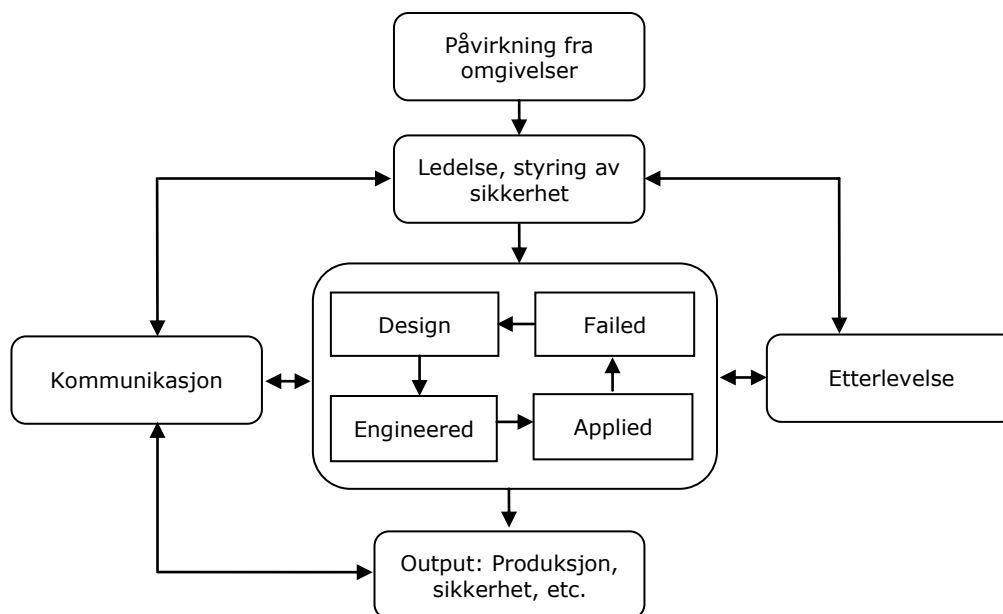 Påvirkning fra
omgivelser
Ledelse, styring av
sikkerhet
Design
Failed
Kommunikasjon
Etterlevelse
Engineered
Applied
Output: Produksjon,
sikkerhet, etc.